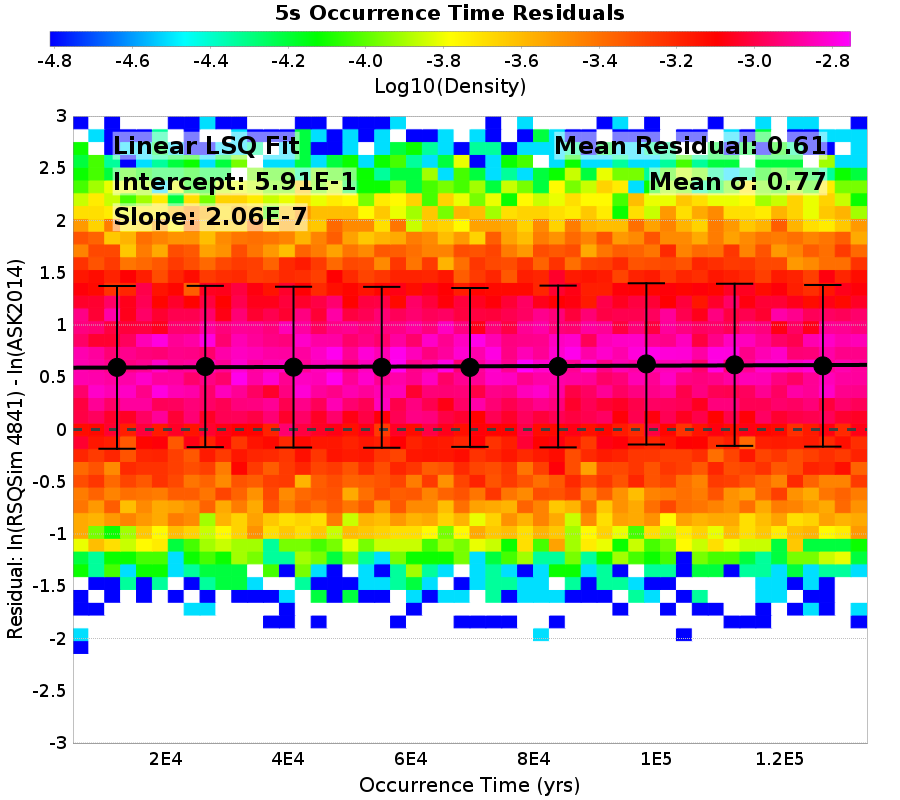 5s Occurrence Time Residuals
-4.8 -4.6 -4.4 -4.2 -4.0 -3.8 -3.6 -3.4 -3.2 -3.0 -2.8
Log10(Density)
Linear LSQ Fit
Intercept: 5.91E-1
Slope: 2.06E-7
Mean Residual: 0.61
Mean σ: 0.77
3
2.5
2
1.5
1
0.5
0
-0.5
-1
-1.5
-2
-2.5
-3
Residual: ln(RSQSim 4841) - ln(ASK2014)
2E4 4E4 6E4 8E4 1E5 1.2E5
Occurrence Time (yrs)